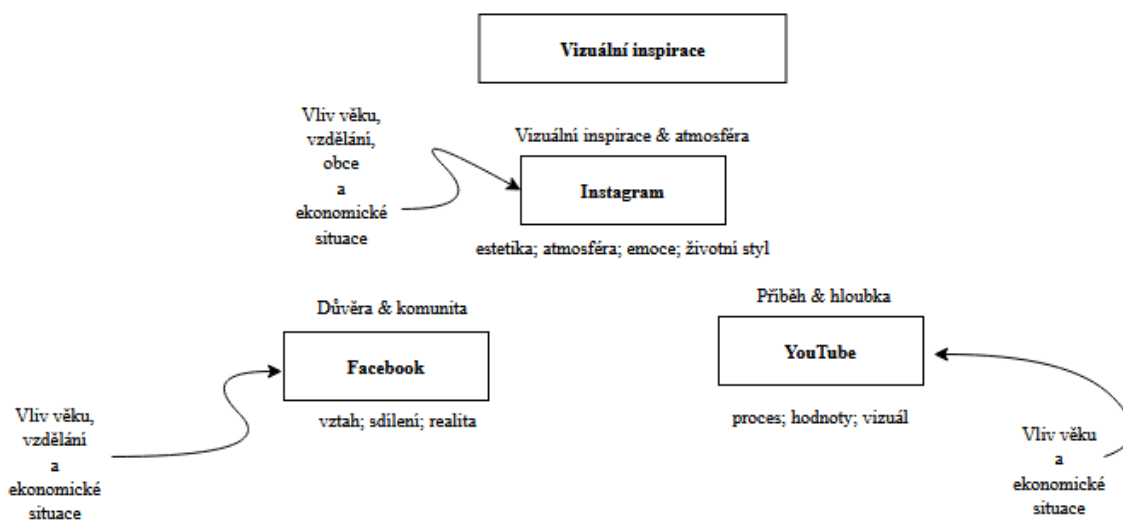 Vizuální inspirace
Vliv věku,
vzdělání,
obce
a
ekonomické
situace
Vizuální inspirace & atmosféra
Instagram
estetika; atmosféra; emoce; životní styl
Důvěra & komunita
Facebook
vztah; sdílení; realita
Vliv věku,
vzdělání
a
ekonomické
situace
Příběh & hloubka
YouTube
proces; hodnoty; vizuál
Vliv věku
a
ekonomické
situace